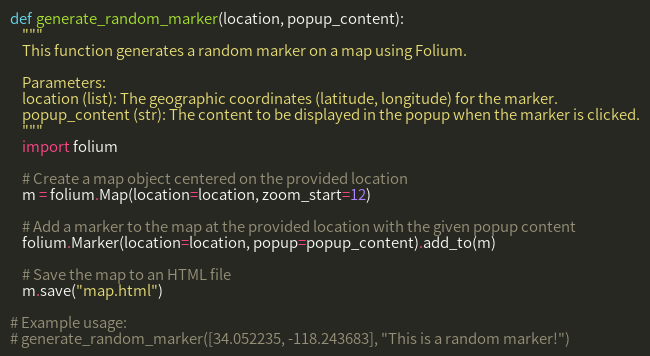 def generate_random_marker(location, popup_content):
    """
    This function generates a random marker on a map using Folium.

    Parameters:
    location (list): The geographic coordinates (latitude, longitude) for the marker.
    popup_content (str): The content to be displayed in the popup when the marker is clicked.
    """
    import folium

    # Create a map object centered on the provided location
    m = folium.Map(location=location, zoom_start=12)

    # Add a marker to the map at the provided location with the given popup content
    folium.Marker(location=location, popup=popup_content).add_to(m)

    # Save the map to an HTML file
    m.save("map.html")

# Example usage:
# generate_random_marker([34.052235, -118.243683], "This is a random marker!")